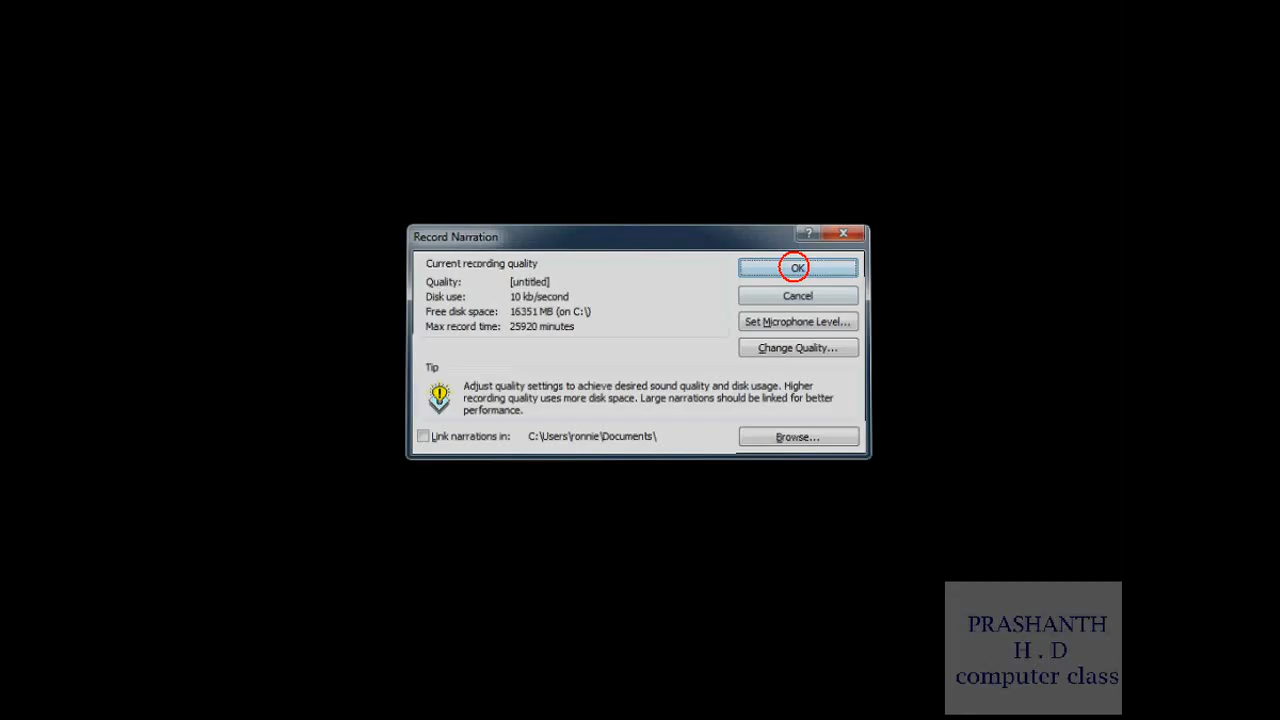 Record Narration
?
Current recording quality
Quality: [untitled]
Disk use: 10 kb/second
Free disk space: 16351 MB (on C:\)
Max record time: 25920 minutes
OK
Cancel
Set Microphone Level...
Change Quality...
Tip
Adjust quality settings to achieve desired sound quality and disk usage. Higher
recording quality uses more disk space. Large narrations should be linked for better
performance.
Link narrations in: C:\Users\ronnie\Documents\
Browse...
PRASHANTH
H . D
computer class